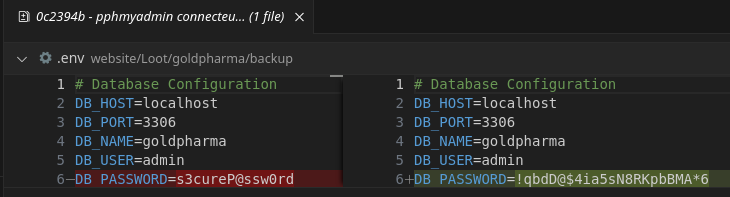 0c2394b - pphmyadmin connecteu... (1 file)
.env website/Loot/goldpharma/backup
1 # Database Configuration
2 DB_HOST=localhost
3 DB_PORT=3306
4 DB_NAME=goldpharma
5 DB_USER=admin
6- DB_PASSWORD=s3cureP@ssw0rd
1 # Database Configuration
2 DB_HOST=localhost
3 DB_PORT=3306
4 DB_NAME=goldpharma
5 DB_USER=admin
6+ DB_PASSWORD=!qbdD@$4ia5sN8RKpbBMA*6